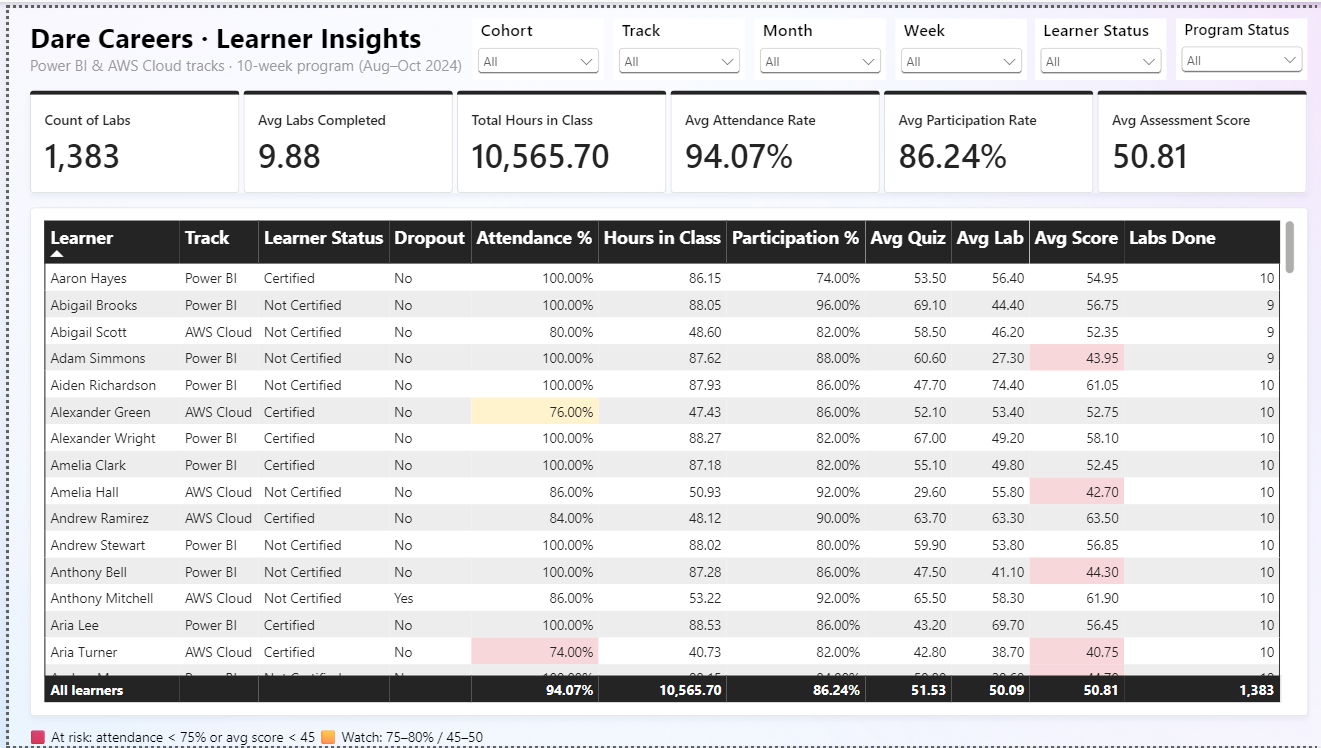 Dare Careers · Learner Insights
Power BI & AWS Cloud tracks · 10-week program (Aug–Oct 2024)
Cohort Track Month Week Learner Status Program Status
All All All All All All
Count of Labs Avg Labs Completed Total Hours in Class Avg Attendance Rate Avg Participation Rate Avg Assessment Score
1,383 9.88 10,565.70 94.07% 86.24% 50.81
Learner Track Learner Status Dropout Attendance % Hours in Class Participation % Avg Quiz Avg Lab Avg Score Labs Done
Aaron Hayes Power BI Certified No 100.00% 86.15 74.00% 53.50 56.40 54.95 10
Abigail Brooks Power BI Not Certified No 100.00% 88.05 96.00% 69.10 44.40 56.75 9
Abigail Scott AWS Cloud Not Certified No 80.00% 48.60 82.00% 58.50 46.20 52.35 9
Adam Simmons Power BI Not Certified No 100.00% 87.62 88.00% 60.60 27.30 43.95 9
Aiden Richardson Power BI Not Certified No 100.00% 87.93 86.00% 47.70 74.40 61.05 10
Alexander Green AWS Cloud Certified No 76.00% 47.43 86.00% 52.10 53.40 52.75 10
Alexander Wright Power BI Certified No 100.00% 88.27 82.00% 67.00 49.20 58.10 10
Amelia Clark Power BI Certified No 100.00% 87.18 82.00% 55.10 49.80 52.45 10
Amelia Hall AWS Cloud Not Certified No 86.00% 50.93 92.00% 29.60 55.80 42.70 10
Andrew Ramirez AWS Cloud Certified No 84.00% 48.12 90.00% 63.70 63.30 63.50 10
Andrew Stewart Power BI Not Certified No 100.00% 88.02 80.00% 59.90 53.80 56.85 10
Anthony Bell Power BI Not Certified No 100.00% 87.28 86.00% 47.50 41.10 44.30 10
Anthony Mitchell AWS Cloud Not Certified Yes 86.00% 53.22 92.00% 65.50 58.30 61.90 10
Aria Lee Power BI Certified No 100.00% 88.53 86.00% 43.20 69.70 56.45 10
Aria Turner AWS Cloud Certified No 74.00% 40.73 82.00% 42.80 38.70 40.75 10
All learners 94.07% 10,565.70 86.24% 51.53 50.09 50.81 1,383
At risk: attendance < 75% or avg score < 45 Watch: 75–80% / 45–50